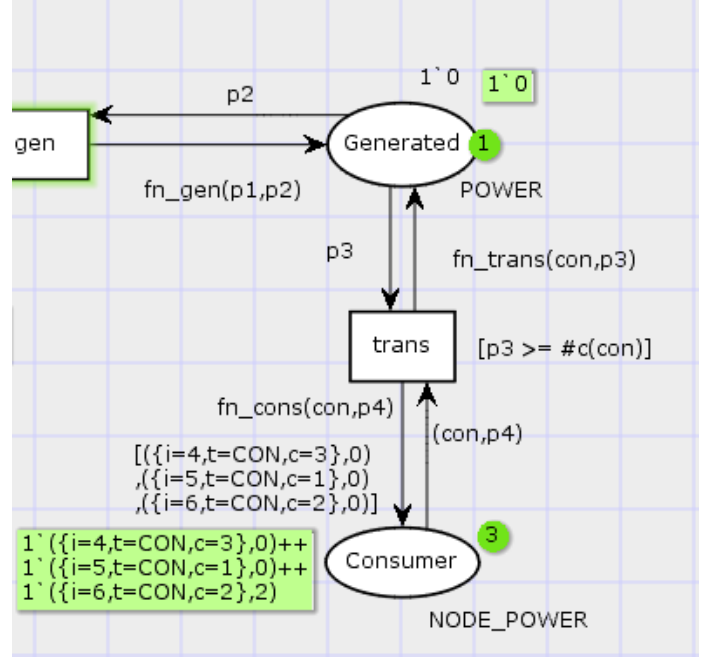 1`0
1`0
p2
gen
Generated
1
fn_gen(p1,p2)
POWER
p3
fn_trans(con,p3)
trans
[p3 >= #c(con)]
fn_cons(con,p4)
(con,p4)
[({i=4,t=CON,c=3},0)
,({i=5,t=CON,c=1},0)
,({i=6,t=CON,c=2},0)]
1`({i=4,t=CON,c=3},0)++
1`({i=5,t=CON,c=1},0)++
1`({i=6,t=CON,c=2},2)
Consumer
3
NODE_POWER